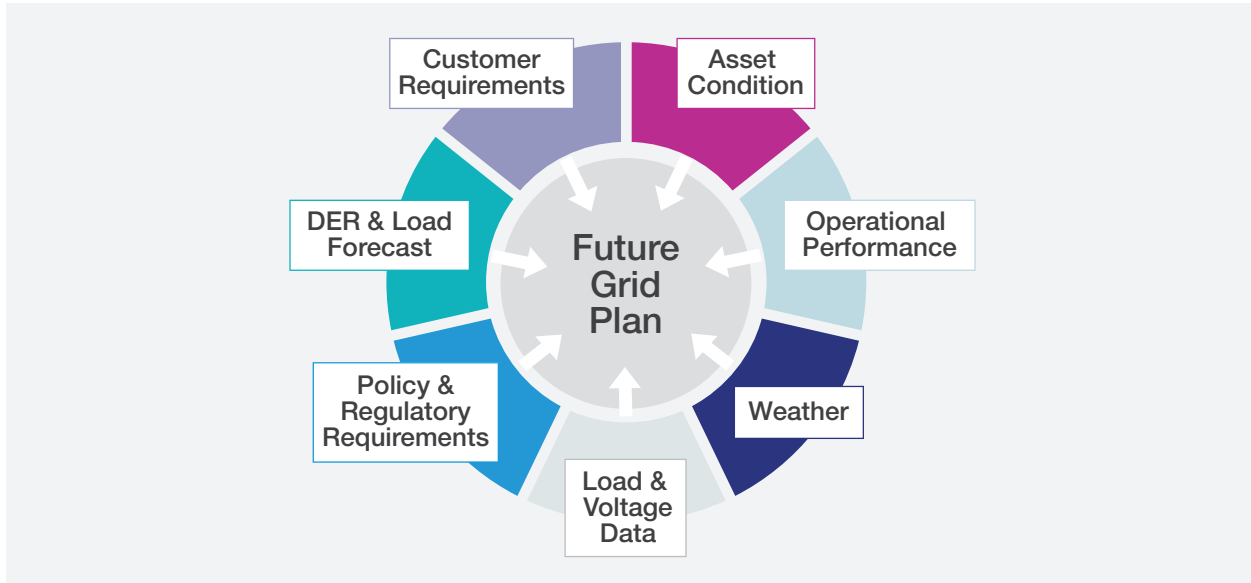 Customer
Requirements
Asset
Condition
DER & Load
Forecast
Operational
Performance
Future
Grid
Plan
Policy &
Regulatory
Requirements
Weather
Load &
Voltage
Data